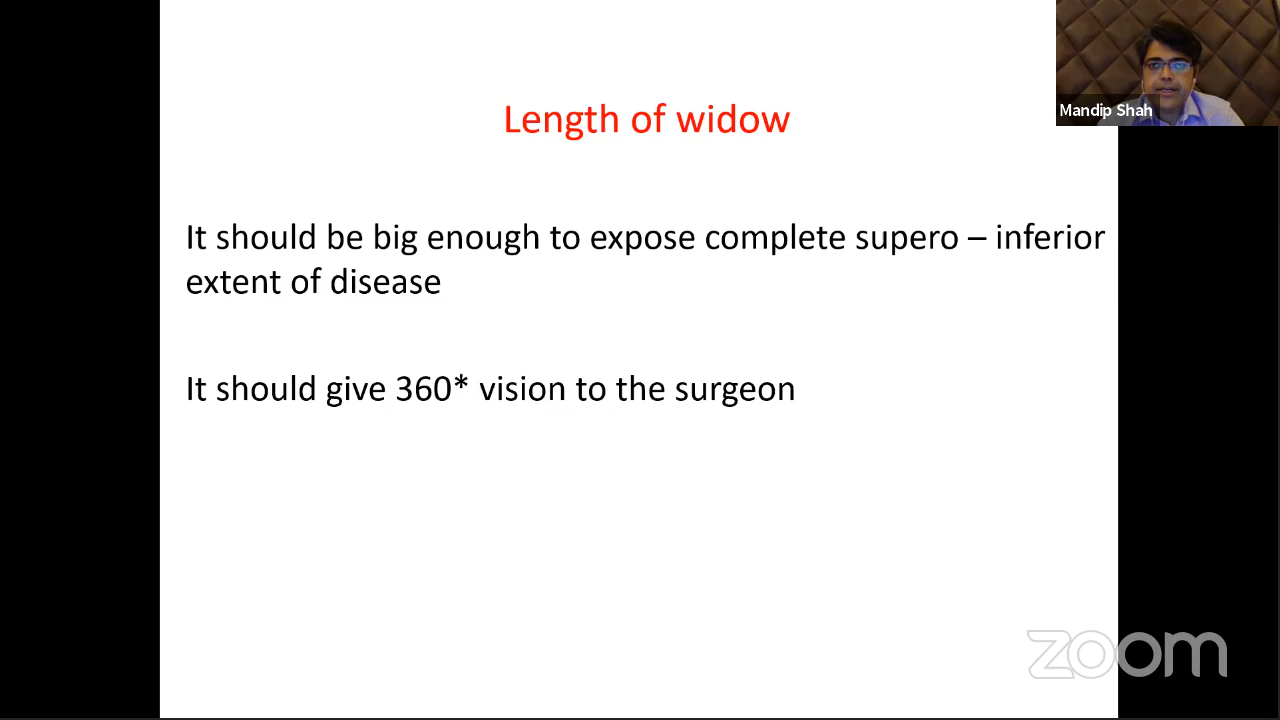 Mandip Shah
Length of widow
It should be big enough to expose complete supero – inferior
extent of disease
It should give 360* vision to the surgeon
zoom